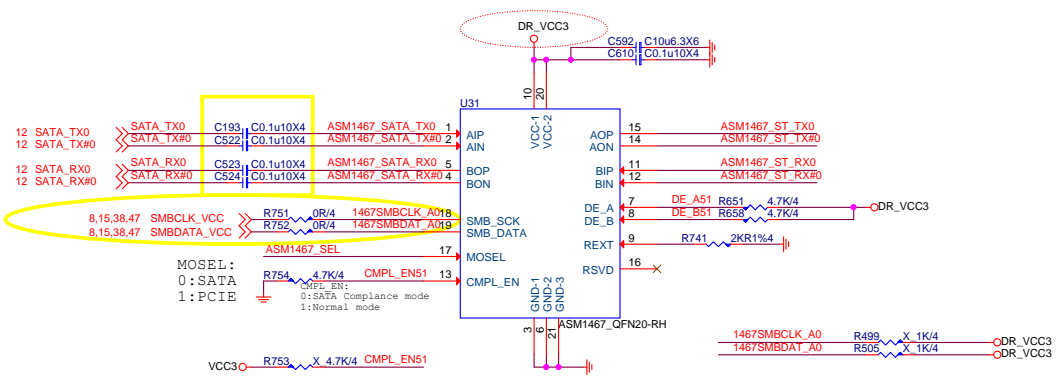 DR_VCC3
C592 C10u6.3X6
C610 C0.1u10X4
10 20
U31
VCC-1 VCC-2
12 SATA_TX0 SATA_TX0 C193 C0.1u10X4 ASM1467_SATA_TX0 1 AIP AOP 15 ASM1467_ST_TX0
12 SATA_TX#0 SATA_TX#0 C522 C0.1u10X4 ASM1467_SATA_TX#0 2 AIN AON 14 ASM1467_ST_TX#0
12 SATA_RX0 SATA_RX0 C523 C0.1u10X4 ASM1467_SATA_RX0 5 BOP BIP 11 ASM1467_ST_RX0
12 SATA_RX#0 SATA_RX#0 C524 C0.1u10X4 ASM1467_SATA_RX#0 4 BON BIN 12 ASM1467_ST_RX#0
DE_A 7 DE_A51 R651 4.7K/4 DR_VCC3
DE_B 8 DE_B51 R658 4.7K/4
8,15,38,47 SMBCLK_VCC R751 0R/4 1467SMBCLK_A0 18 SMB_SCK
8,15,38,47 SMBDATA_VCC R752 0R/4 1467SMBDAT_A0 19 SMB_DATA
REXT 9 R741 2KR1%4
ASM1467_SEL 17 MOSEL
RSVD 16
MOSEL:
0:SATA
1:PCIE
R754 4.7K/4 CMPL_EN51 13 CMPL_EN
CMPL_EN:
0:SATA Complance mode
1:Normal mode
GND-1 GND-2 GND-3
3 6 21
ASM1467_QFN20-RH
1467SMBCLK_A0 R499 X_1K/4 DR_VCC3
1467SMBDAT_A0 R505 X_1K/4 DR_VCC3
VCC3 R753 X_4.7K/4 CMPL_EN51